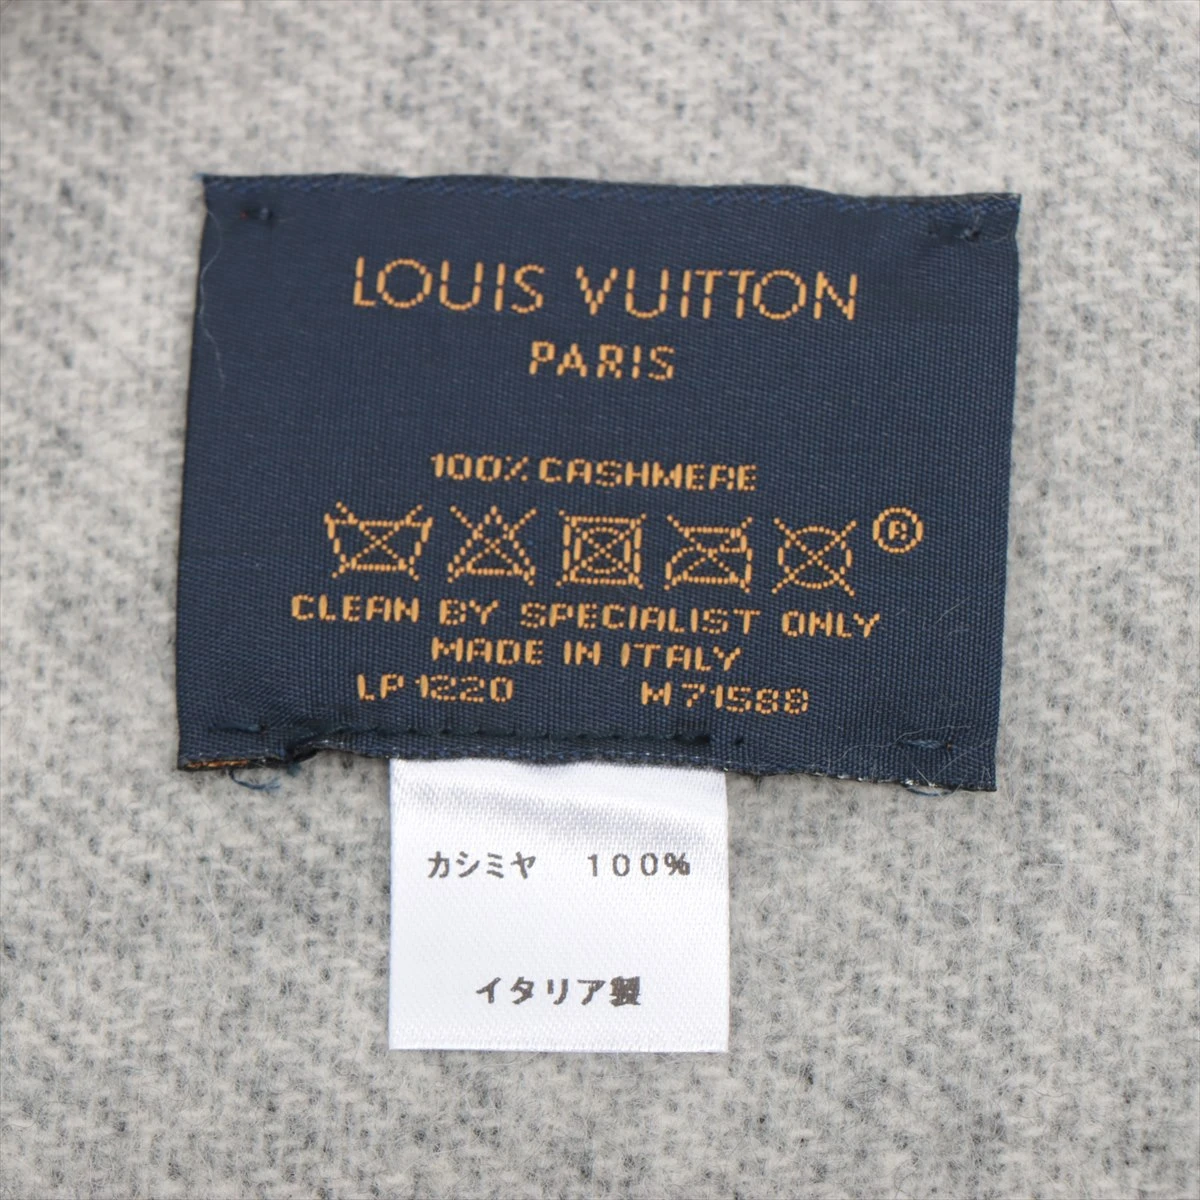 LOUIS VUITTON
PARIS
100% CASHMERE
®
CLEAN BY SPECIALIST ONLY
MADE IN ITALY
LP1220 M71588
カシミヤ 100%
イタリア製